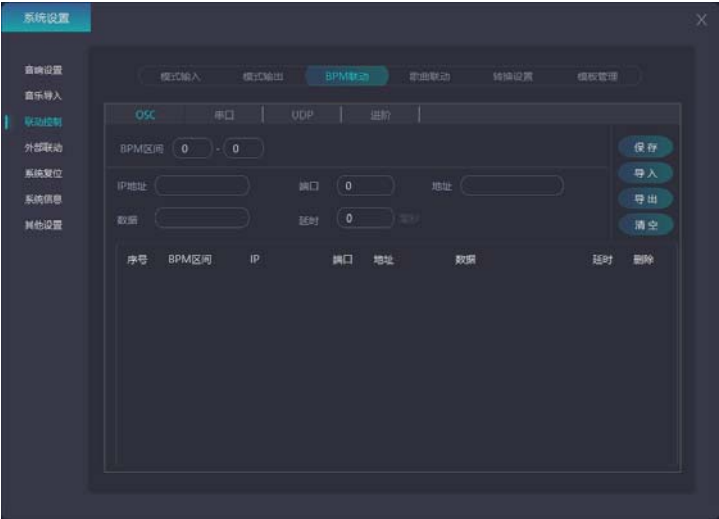 系统设置 X
音响设置
音乐导入
联动控制
外部联动
系统复位
系统信息
其他设置
模式输入 模式输出 BPM联动 歌曲联动 转换设置 模板管理
OSC 串口 UDP 进阶
BPM区间 0 - 0
IP地址 端口 0 地址
数据 延时 0 毫秒
保存
导入
导出
清空
序号 BPM区间 IP 端口 地址 数据 延时 删除